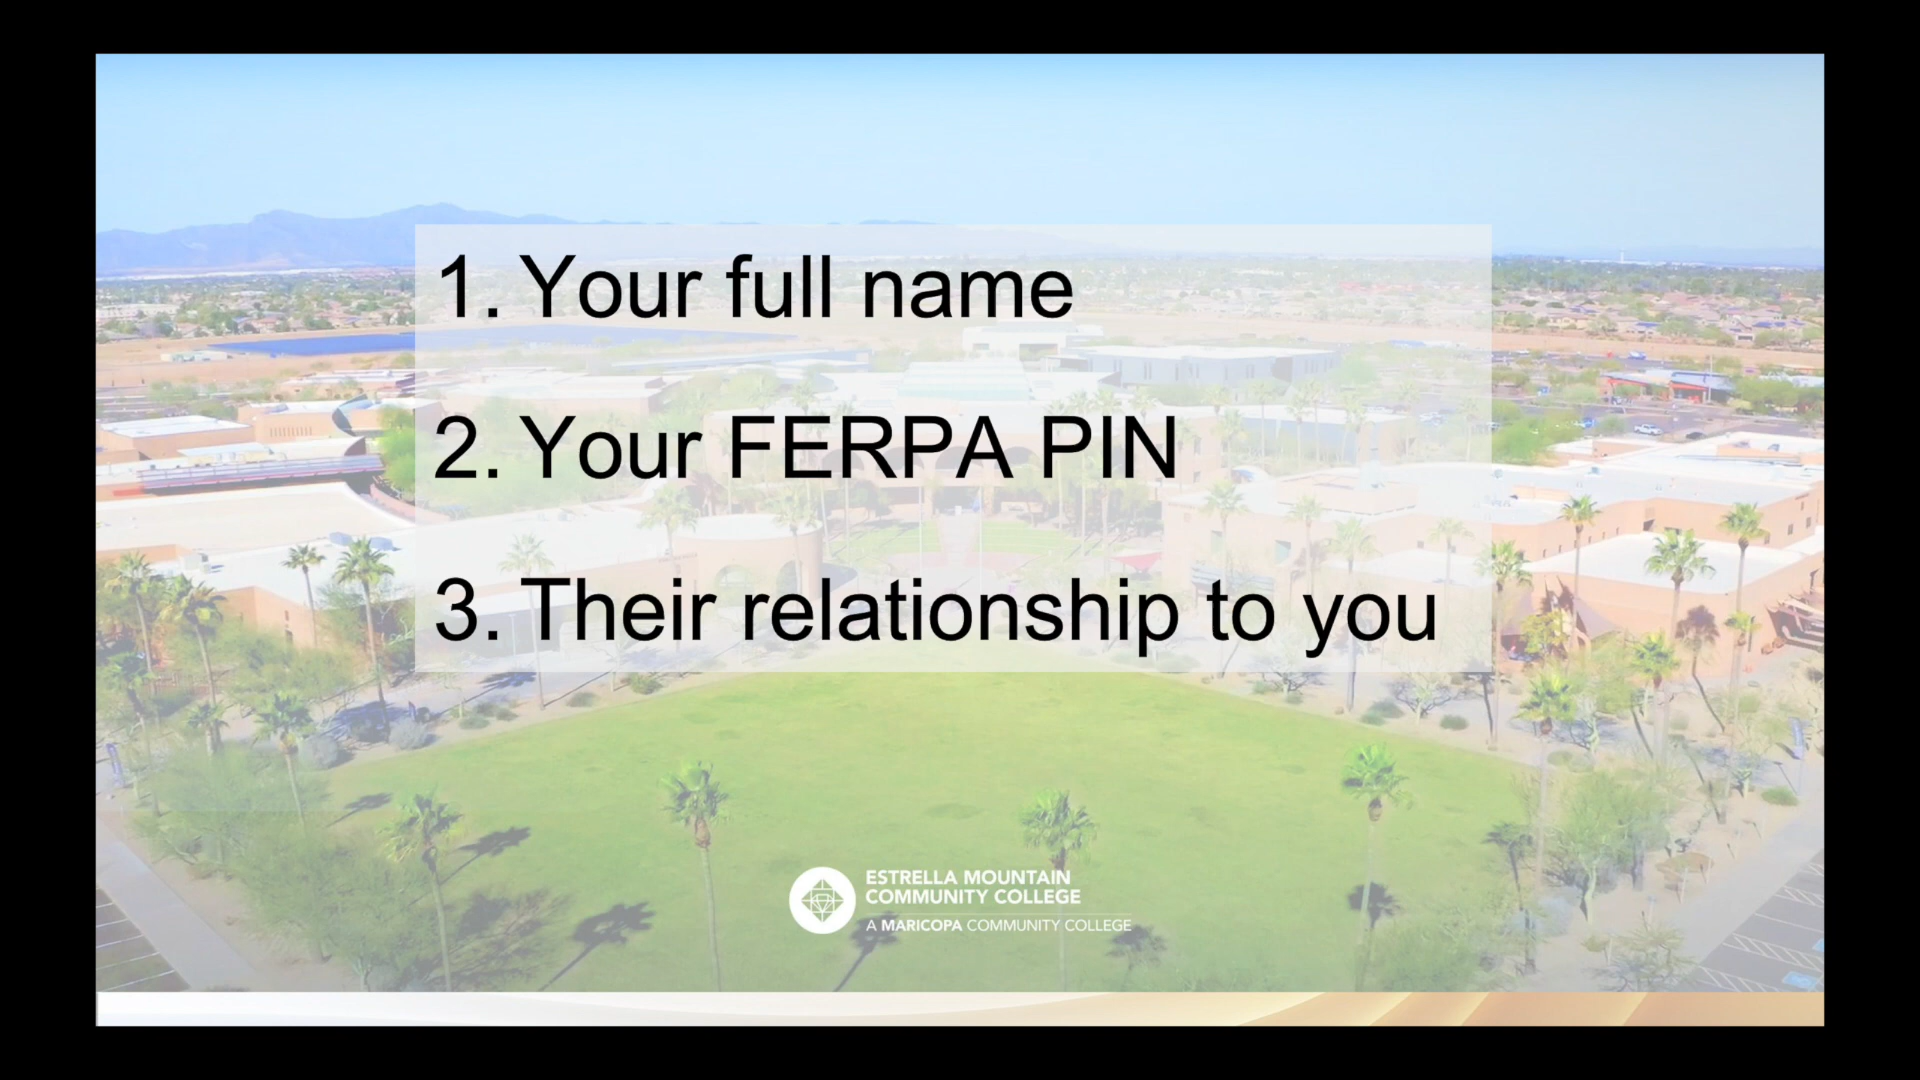 1. Your full name
2. Your FERPA PIN
3. Their relationship to you
ESTRELLA MOUNTAIN
COMMUNITY COLLEGE
A MARICOPA COMMUNITY COLLEGE